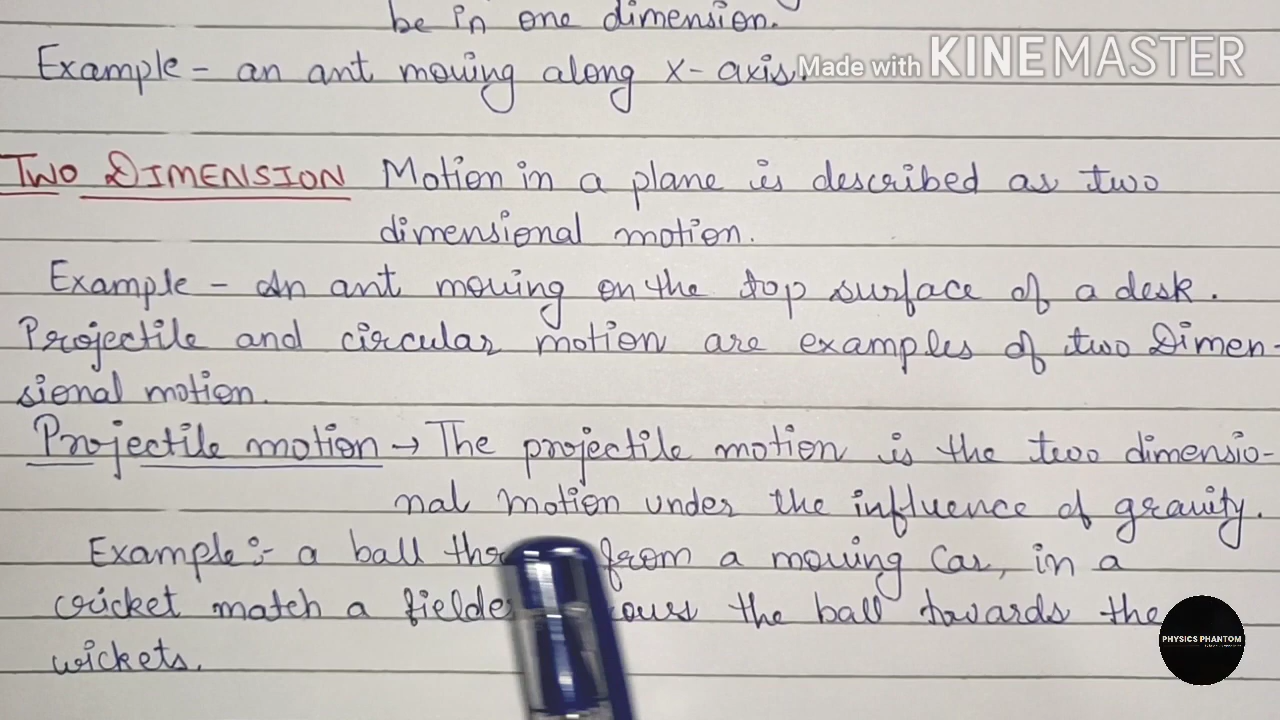 be in one dimension.
Example - an ant moving along x-axis.
Made with KINEMASTER
TWO DIMENSION Motion in a plane is described as two
dimensional motion.
Example - An ant moving on the top surface of a desk.
Projectile and circular motion are examples of two Dimen-
sional motion.
Projectile motion → The projectile motion is the two dimensio-
nal motion under the influence of gravity.
Example:- a ball from a moving Car, in a
cricket match a the ball towards the
wickets.
PHYSICS PHANTOM